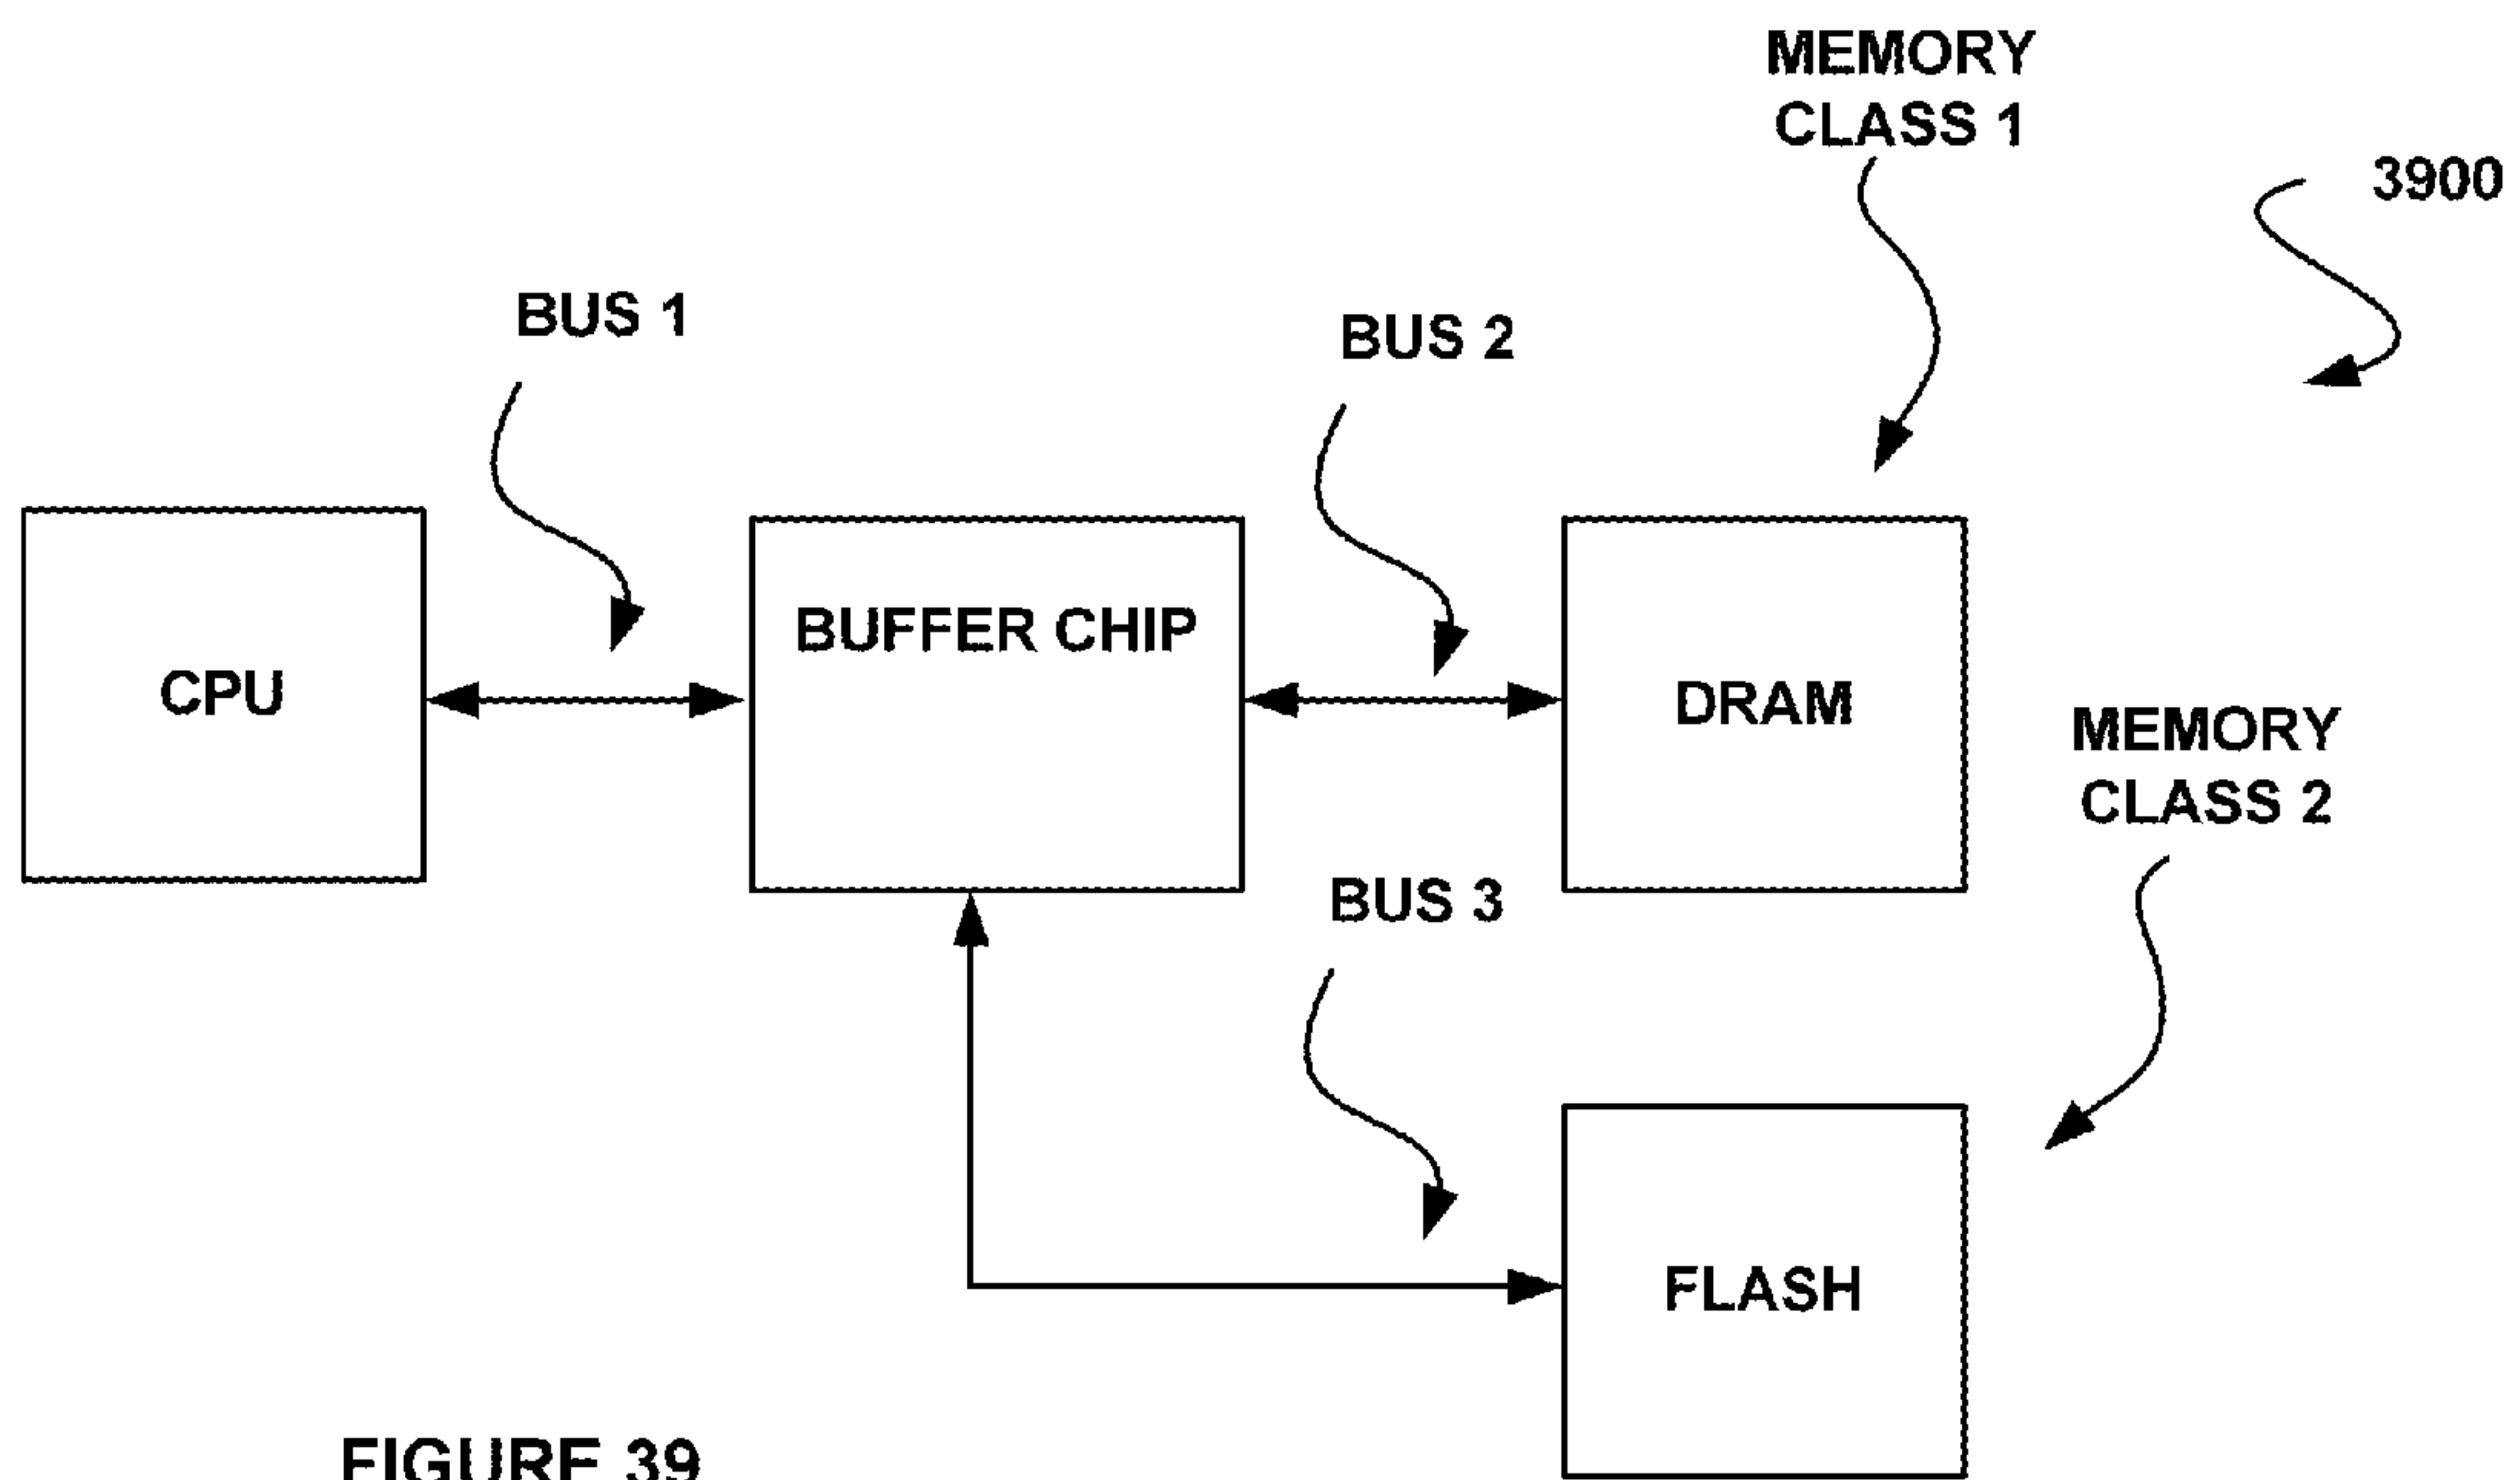 MEMORY
CLASS 1
3900
BUS 1
BUS 2
CPU
BUFFER CHIP
DRAM
MEMORY
CLASS 2
BUS 3
FLASH
FIGURE 39